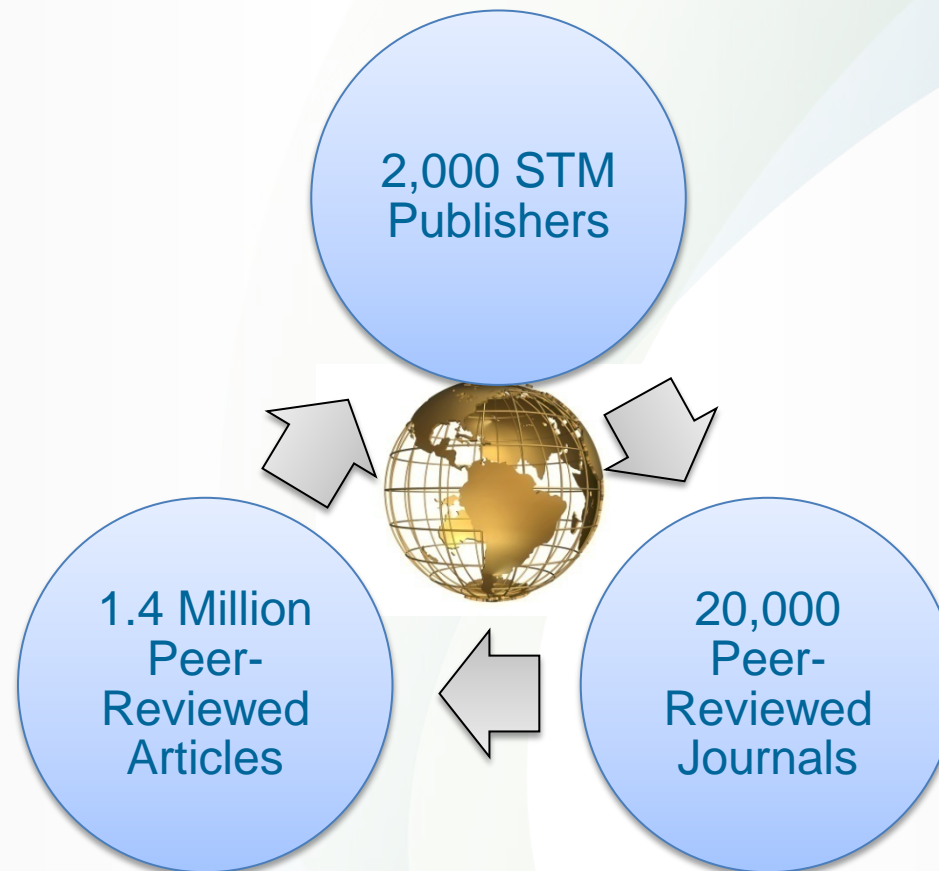 2,000 STM
Publishers
1.4 Million
Peer-
Reviewed
Articles
20,000
Peer-
Reviewed
Journals